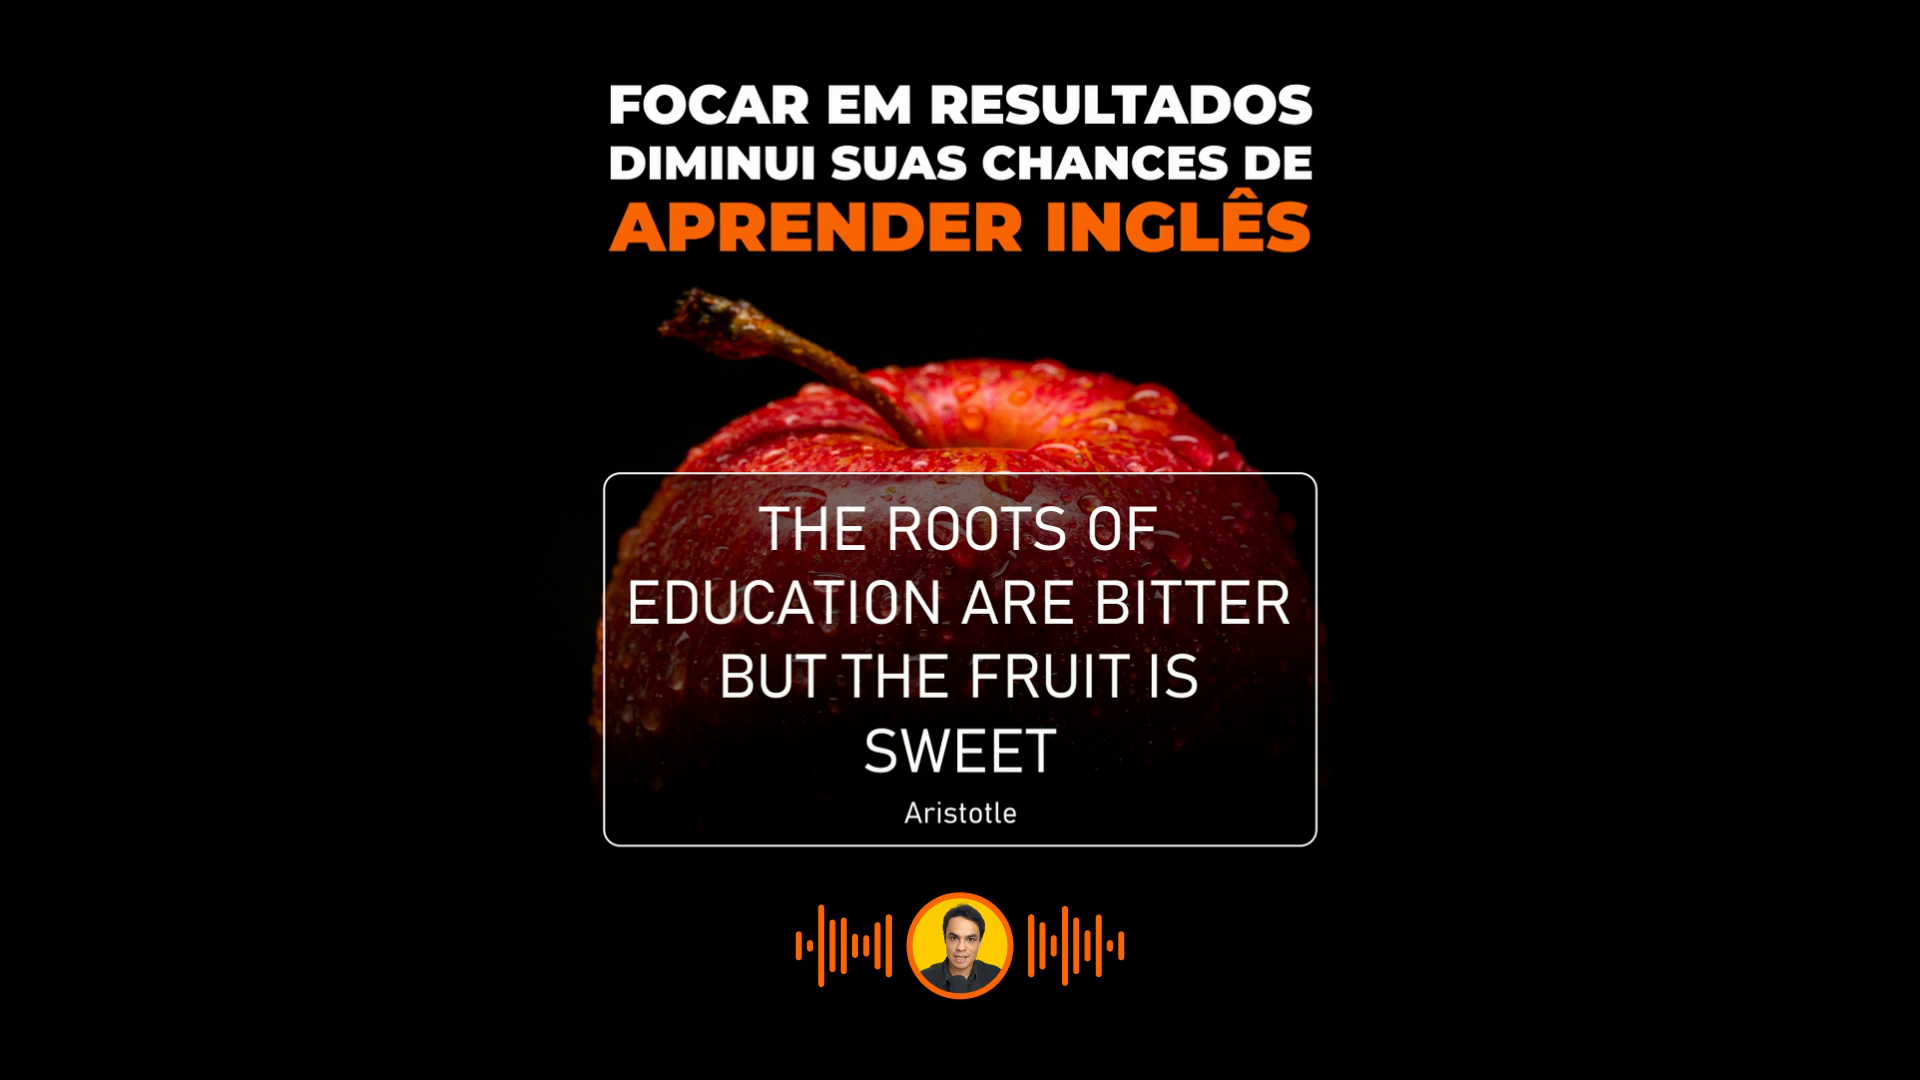 FOCAR EM RESULTADOS
DIMINUI SUAS CHANCES DE
APRENDER INGLÊS
THE ROOTS OF
EDUCATION ARE BITTER
BUT THE FRUIT IS
SWEET
Aristotle